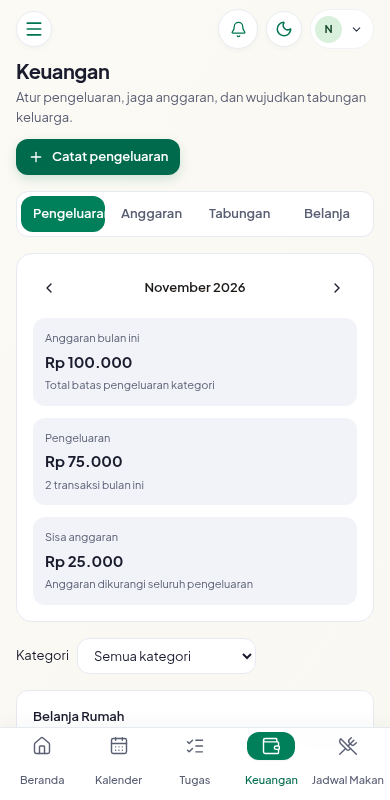 N
Keuangan
Atur pengeluaran, jaga anggaran, dan wujudkan tabungan
keluarga.
Catat pengeluaran
Pengeluaran Anggaran Tabungan Belanja
November 2026
Anggaran bulan ini
Rp 100.000
Total batas pengeluaran kategori
Pengeluaran
Rp 75.000
2 transaksi bulan ini
Sisa anggaran
Rp 25.000
Anggaran dikurangi seluruh pengeluaran
Kategori Semua kategori
Belanja Rumah
Beranda Kalender Tugas Keuangan Jadwal Makan